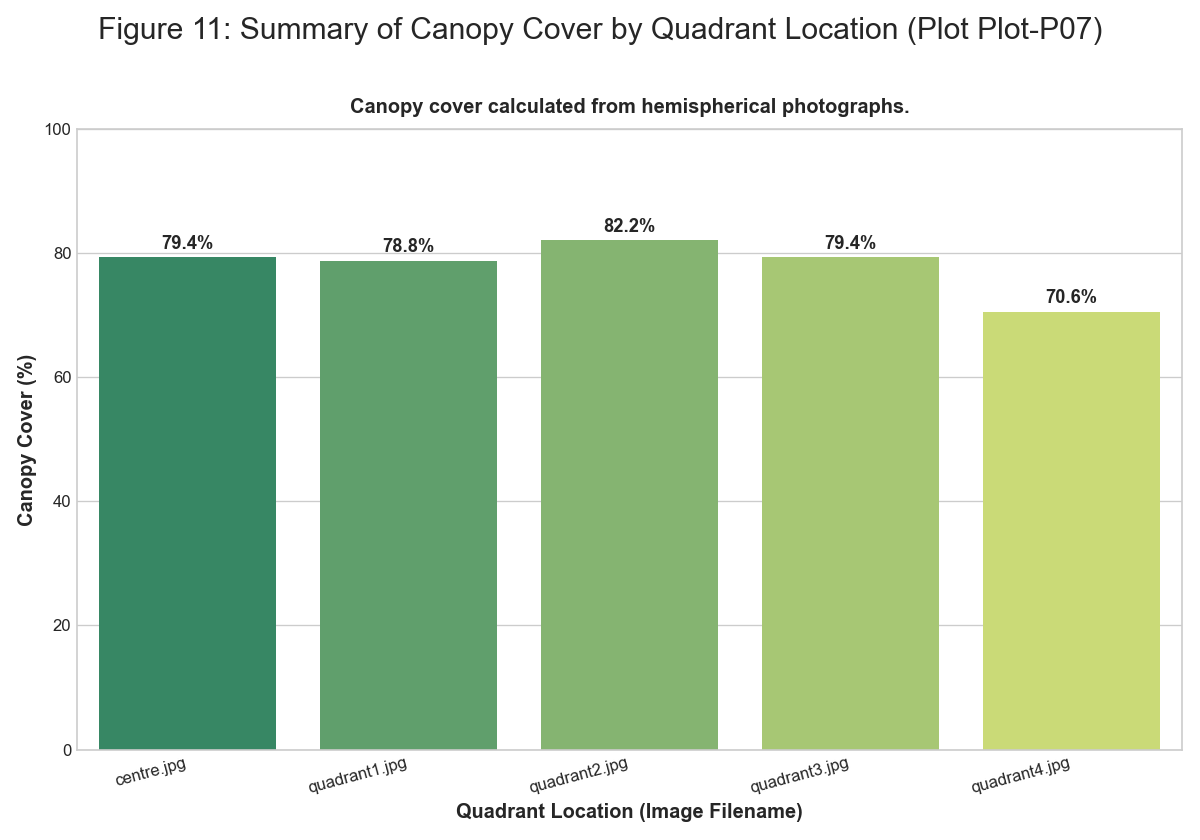 Figure 11: Summary of Canopy Cover by Quadrant Location (Plot Plot-P07)
Canopy cover calculated from hemispherical photographs.
Canopy Cover (%)
100
80
60
40
20
0
79.4%
78.8%
82.2%
79.4%
70.6%
centre.jpg
quadrant1.jpg
quadrant2.jpg
quadrant3.jpg
quadrant4.jpg
Quadrant Location (Image Filename)